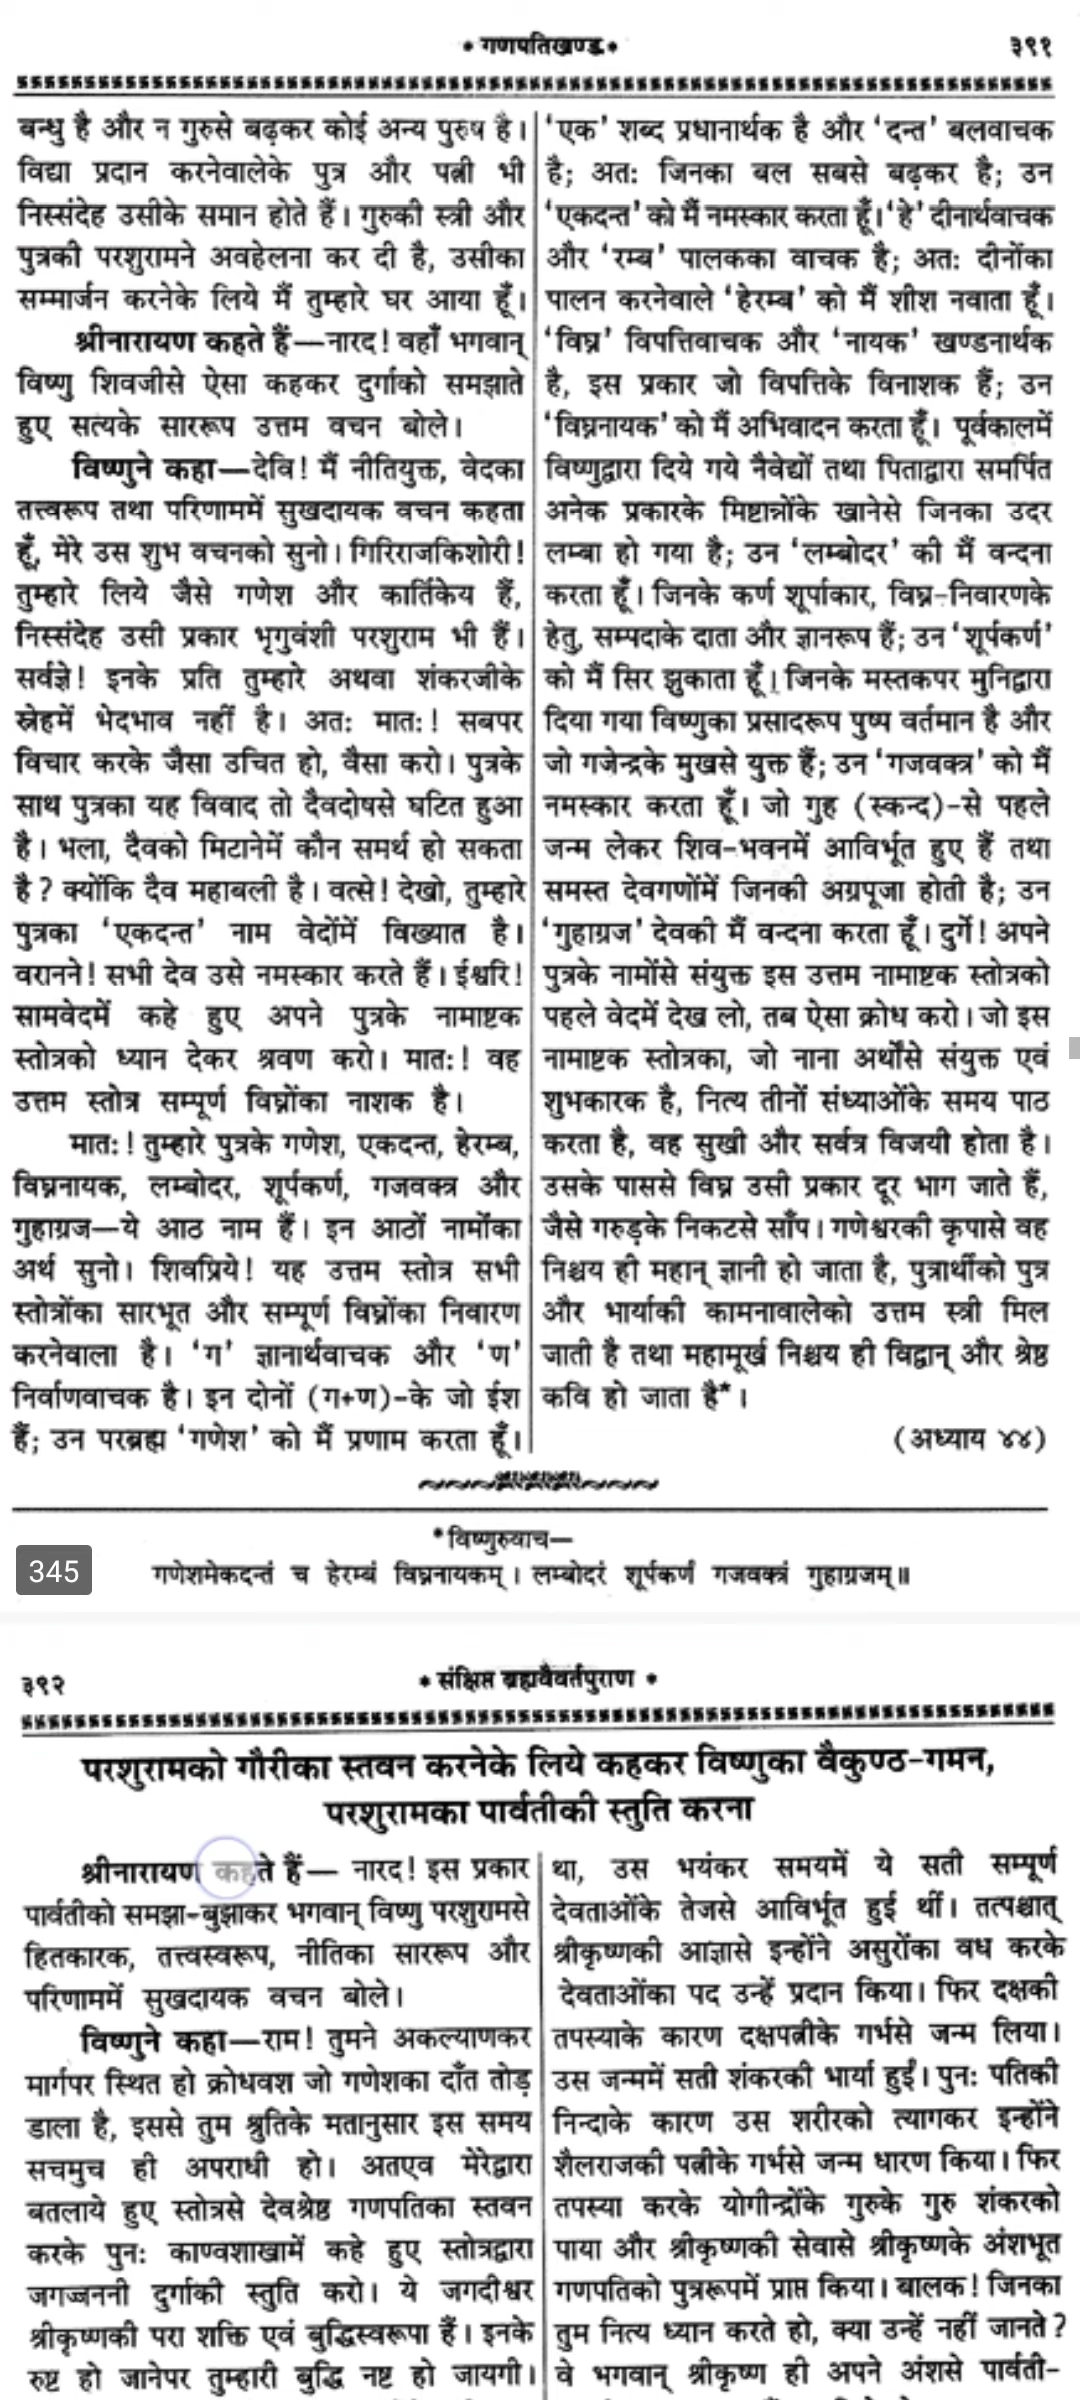 • गणपतिखण्ड •
३९१
बन्धु है और न गुरुसे बढ़कर कोई अन्य पुरुष है।
विद्या प्रदान करनेवालेके पुत्र और पत्नी भी
निस्संदेह उसीके समान होते हैं। गुरुकी स्त्री और
पुत्रकी परशुरामने अवहेलना कर दी है, उसीका
सम्मार्जन करनेके लिये मैं तुम्हारे घर आया हूँ।
श्रीनारायण कहते हैं—नारद! वहाँ भगवान्
विष्णु शिवजीसे ऐसा कहकर दुर्गाको समझाते
हुए सत्यके साररूप उत्तम वचन बोले।
विष्णुने कहा—देवि! मैं नीतियुक्त, वेदका
तत्त्वरूप तथा परिणाममें सुखदायक वचन कहता
हूँ, मेरे उस शुभ वचनको सुनो। गिरिराजकिशोरी!
तुम्हारे लिये जैसे गणेश और कार्तिकेय हैं,
निस्संदेह उसी प्रकार भृगुवंशी परशुराम भी हैं।
सर्वज्ञे! इनके प्रति तुम्हारे अथवा शंकरजीके
स्नेहमें भेदभाव नहीं है। अतः मातः! सबपर
विचार करके जैसा उचित हो, वैसा करो। पुत्रके
साथ पुत्रका यह विवाद तो दैवदोषसे घटित हुआ
है। भला, दैवको मिटानेमें कौन समर्थ हो सकता
है? क्योंकि दैव महाबली है। वत्से! देखो, तुम्हारे
पुत्रका ‘एकदन्त’ नाम वेदोंमें विख्यात है।
वरानने! सभी देव उसे नमस्कार करते हैं। ईश्वरि!
सामवेदमें कहे हुए अपने पुत्रके नामाष्टक
स्तोत्रको ध्यान देकर श्रवण करो। मातः! वह
उत्तम स्तोत्र सम्पूर्ण विघ्नोंका नाशक है।
मातः! तुम्हारे पुत्रके गणेश, एकदन्त, हेरम्ब,
विघ्ननायक, लम्बोदर, शूर्पकर्ण, गजवक्त्र और
गुहाग्रज—ये आठ नाम हैं। इन आठों नामोंका
अर्थ सुनो। शिवप्रिये! यह उत्तम स्तोत्र सभी
स्तोत्रोंका सारभूत और सम्पूर्ण विघ्नोंका निवारण
करनेवाला है। ‘ग’ ज्ञानार्थवाचक और ‘ण’
निर्वाणवाचक है। इन दोनों (ग+ण)-के जो ईश
हैं; उन परब्रह्म ‘गणेश’ को मैं प्रणाम करता हूँ।
‘एक’ शब्द प्रधानार्थक है और ‘दन्त’ बलवाचक
है; अतः जिनका बल सबसे बढ़कर है; उन
‘एकदन्त’ को मैं नमस्कार करता हूँ। ‘हे’ दीनार्थवाचक
और ‘रम्ब’ पालकका वाचक है; अतः दीनोंका
पालन करनेवाले ‘हेरम्ब’ को मैं शीश नवाता हूँ।
‘विघ्न’ विपत्तिवाचक और ‘नायक’ खण्डनार्थक
है, इस प्रकार जो विपत्तिके विनाशक हैं; उन
‘विघ्ननायक’ को मैं अभिवादन करता हूँ। पूर्वकालमें
विष्णुद्वारा दिये गये नैवेद्यों तथा पिताद्वारा समर्पित
अनेक प्रकारके मिष्टान्नोंके खानेसे जिनका उदर
लम्बा हो गया है; उन ‘लम्बोदर’ की मैं वन्दना
करता हूँ। जिनके कर्ण शूर्पाकार, विघ्न-निवारणके
हेतु, सम्पदाके दाता और ज्ञानरूप हैं; उन ‘शूर्पकर्ण’
को मैं सिर झुकाता हूँ। जिनके मस्तकपर मुनिद्वारा
दिया गया विष्णुका प्रसादरूप पुष्प वर्तमान है और
जो गजेन्द्रके मुखसे युक्त हैं; उन ‘गजवक्त्र’ को मैं
नमस्कार करता हूँ। जो गुह (स्कन्द)-से पहले
जन्म लेकर शिव-भवनमें आविर्भूत हुए हैं तथा
समस्त देवगणोंमें जिनकी अग्रपूजा होती है; उन
‘गुहाग्रज’ देवकी मैं वन्दना करता हूँ। दुर्गे! अपने
पुत्रके नामोंसे संयुक्त इस उत्तम नामाष्टक स्तोत्रको
पहले वेदमें देख लो, तब ऐसा क्रोध करो। जो इस
नामाष्टक स्तोत्रका, जो नाना अर्थोंसे संयुक्त एवं
शुभकारक है, नित्य तीनों संध्याओंके समय पाठ
करता है, वह सुखी और सर्वत्र विजयी होता है।
उसके पाससे विघ्न उसी प्रकार दूर भाग जाते हैं,
जैसे गरुड़के निकटसे साँप। गणेश्वरकी कृपासे वह
निश्चय ही महान् ज्ञानी हो जाता है, पुत्रार्थीको पुत्र
और भार्याकी कामनावालेको उत्तम स्त्री मिल
जाती है तथा महामूर्ख निश्चय ही विद्वान् और श्रेष्ठ
कवि हो जाता है*।
(अध्याय ४४)
*विष्णुरुवाच—
गणेशमेकदन्तं च हेरम्बं विघ्ननायकम्। लम्बोदरं शूर्पकर्णं गजवक्त्रं गुहाग्रजम्॥
345
३९२
• संक्षिप्त ब्रह्मवैवर्तपुराण •
परशुरामको गौरीका स्तवन करनेके लिये कहकर विष्णुका वैकुण्ठ-गमन,
परशुरामका पार्वतीकी स्तुति करना
श्रीनारायण कहते हैं— नारद! इस प्रकार
पार्वतीको समझा-बुझाकर भगवान् विष्णु परशुरामसे
हितकारक, तत्त्वस्वरूप, नीतिका साररूप और
परिणाममें सुखदायक वचन बोले।
विष्णुने कहा—राम! तुमने अकल्याणकर
मार्गपर स्थित हो क्रोधवश जो गणेशका दाँत तोड़
डाला है, इससे तुम श्रुतिके मतानुसार इस समय
सचमुच ही अपराधी हो। अतएव मेरेद्वारा
बतलाये हुए स्तोत्रसे देवश्रेष्ठ गणपतिका स्तवन
करके पुनः काण्वशाखामें कहे हुए स्तोत्रद्वारा
जगज्जननी दुर्गाकी स्तुति करो। ये जगदीश्वर
श्रीकृष्णकी परा शक्ति एवं बुद्धिस्वरूपा हैं। इनके
रुष्ट हो जानेपर तुम्हारी बुद्धि नष्ट हो जायगी।
था, उस भयंकर समयमें ये सती सम्पूर्ण
देवताओंके तेजसे आविर्भूत हुई थीं। तत्पश्चात्
श्रीकृष्णकी आज्ञासे इन्होंने असुरोंका वध करके
देवताओंका पद उन्हें प्रदान किया। फिर दक्षकी
तपस्याके कारण दक्षपत्नीके गर्भसे जन्म लिया।
उस जन्ममें सती शंकरकी भार्या हुईं। पुनः पतिकी
निन्दाके कारण उस शरीरको त्यागकर इन्होंने
शैलराजकी पत्नीके गर्भसे जन्म धारण किया। फिर
तपस्या करके योगीन्द्रोंके गुरुके गुरु शंकरको
पाया और श्रीकृष्णकी सेवासे श्रीकृष्णके अंशभूत
गणपतिको पुत्ररूपमें प्राप्त किया। बालक! जिनका
तुम नित्य ध्यान करते हो, क्या उन्हें नहीं जानते?
वे भगवान् श्रीकृष्ण ही अपने अंशसे पार्वती-